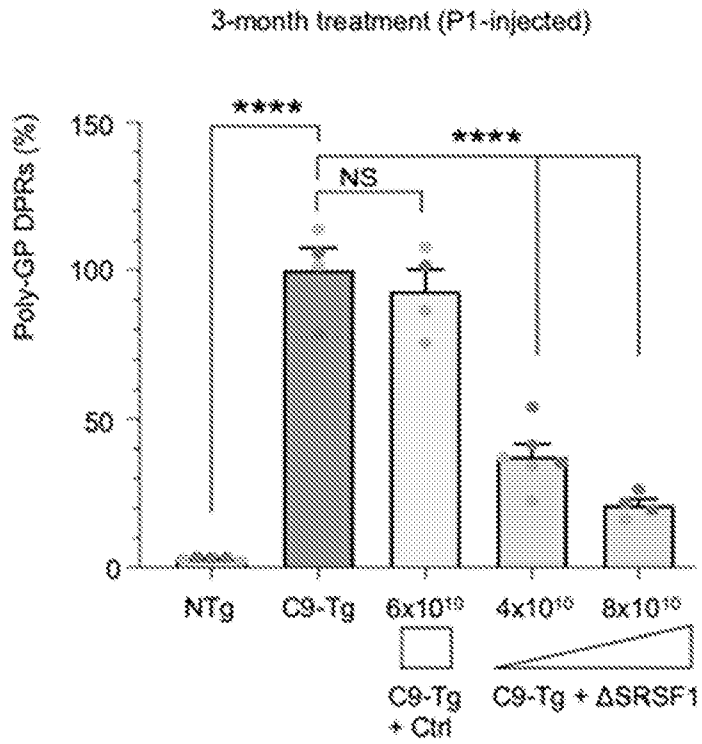 3-month treatment (P1-injected)
Poly-GP DPRs (%)
150
100
50
0
****
****
NS
NTg
C9-Tg
6x10¹⁰
4x10¹⁰
8x10¹⁰
C9-Tg
+ Ctrl
C9-Tg + ΔSRSF1